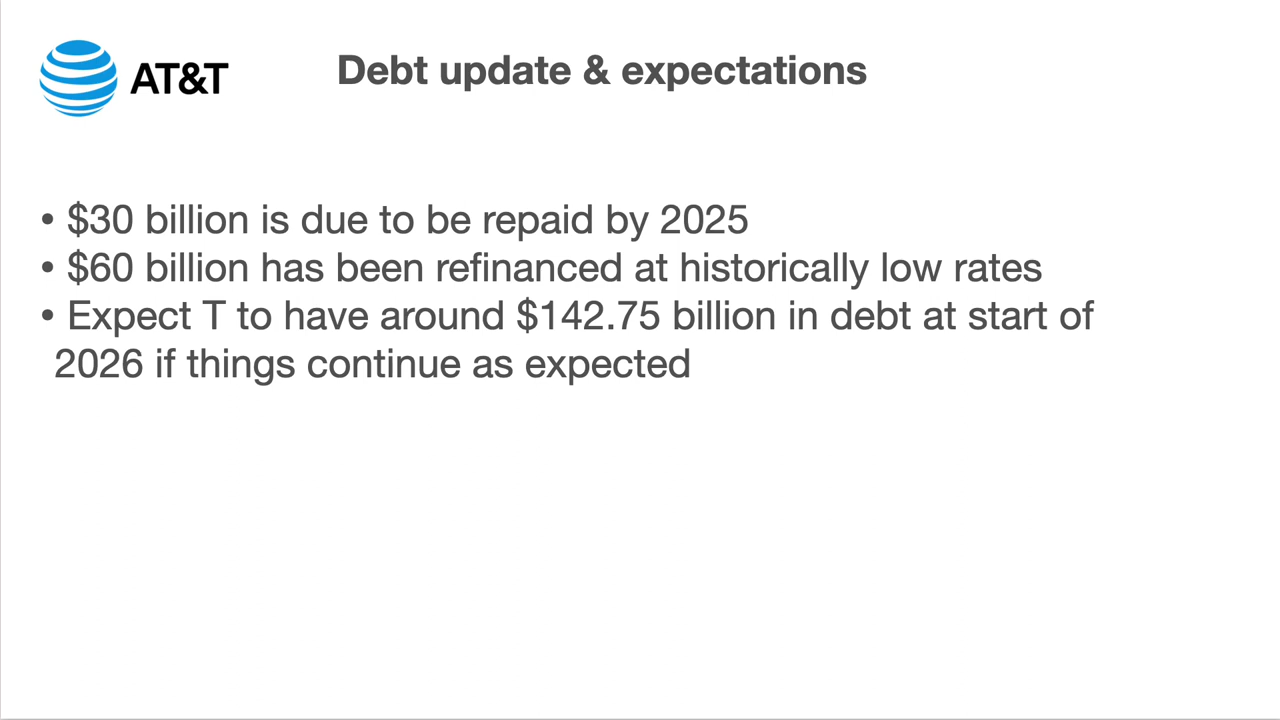 AT&T
Debt update & expectations
• $30 billion is due to be repaid by 2025
• $60 billion has been refinanced at historically low rates
• Expect T to have around $142.75 billion in debt at start of
2026 if things continue as expected